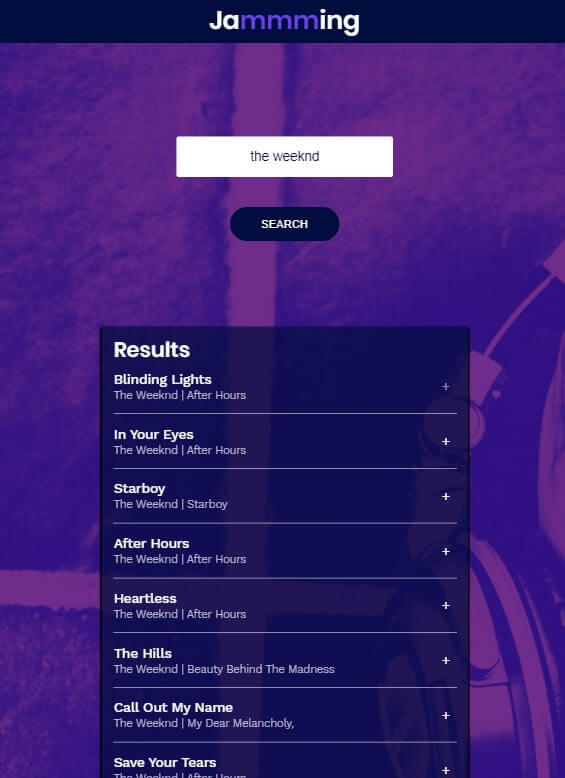 Jammming
the weeknd
SEARCH
Results
Blinding Lights
The Weeknd | After Hours
+
In Your Eyes
The Weeknd | After Hours
+
Starboy
The Weeknd | Starboy
+
After Hours
The Weeknd | After Hours
+
Heartless
The Weeknd | After Hours
+
The Hills
The Weeknd | Beauty Behind The Madness
+
Call Out My Name
The Weeknd | My Dear Melancholy,
+
Save Your Tears
The Weeknd | After Hours
+